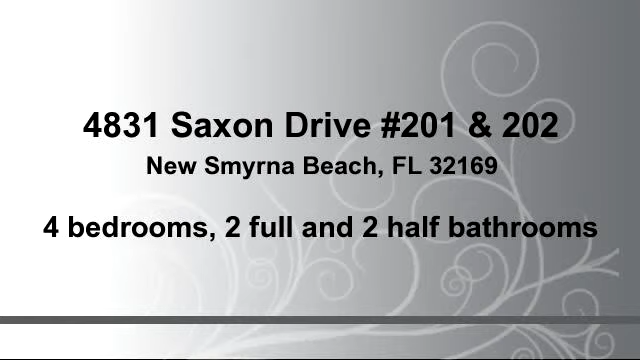 4831 Saxon Drive #201 & 202
New Smyrna Beach, FL 32169
4 bedrooms, 2 full and 2 half bathrooms